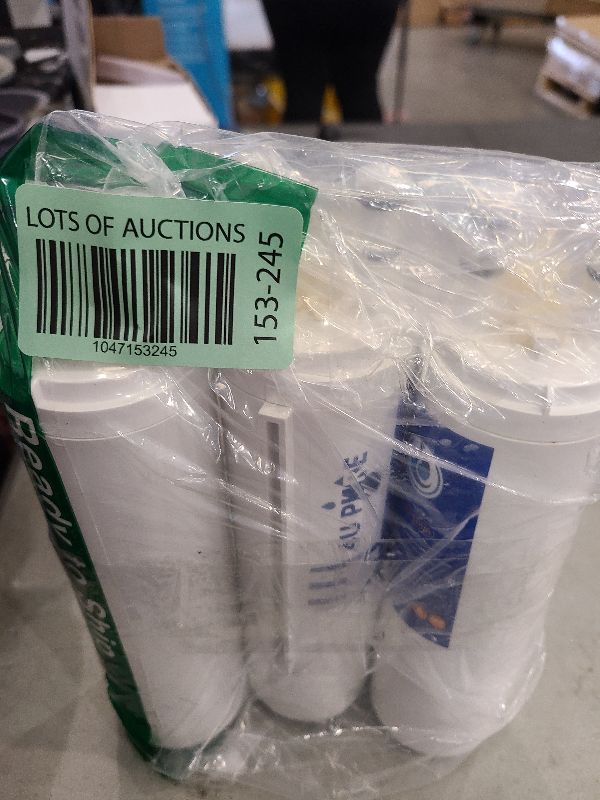 LOTS OF AUCTIONS
153-245
1047153245
Ready to ship